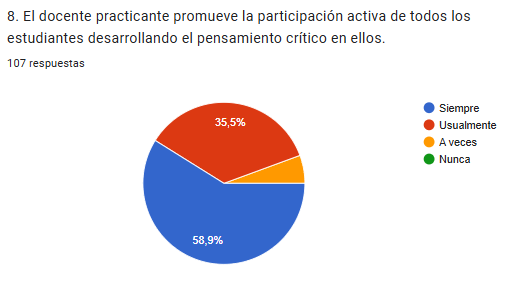 8. El docente practicante promueve la participación activa de todos los
estudiantes desarrollando el pensamiento crítico en ellos.
107 respuestas
35,5%
58,9%
Siempre
Usualmente
A veces
Nunca